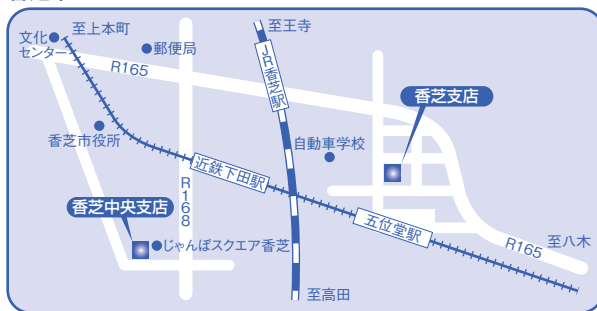 文化
センター
至上本町
郵便局
R165
至王寺
JR香芝駅
香芝支店
香芝市役所
自動車学校
近鉄下田駅
R168
香芝中央支店
じゃんぼスクエア香芝
五位堂駅
R165
至八木
至高田